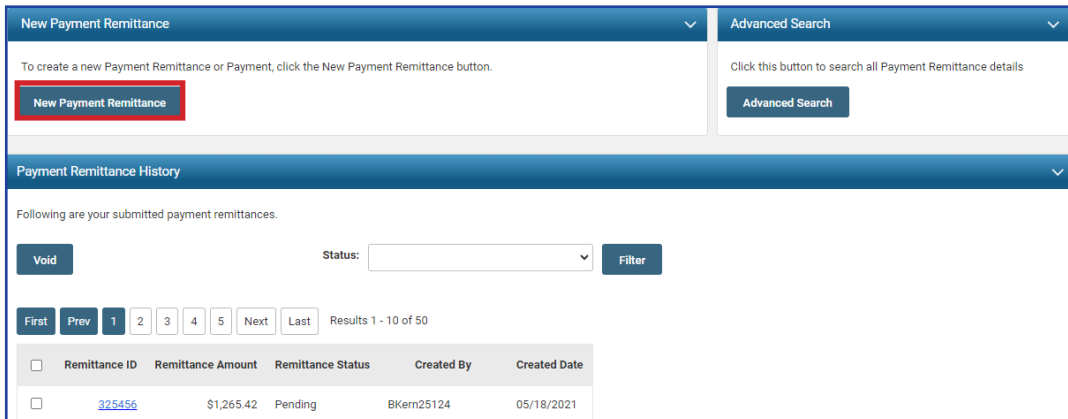 New Payment Remittance
Advanced Search
To create a new Payment Remittance or Payment, click the New Payment Remittance button.
Click this button to search all Payment Remittance details
New Payment Remittance
Advanced Search
Payment Remittance History
Following are your submitted payment remittances.
Void Status: Filter
First Prev 1 2 3 4 5 Next Last Results 1 - 10 of 50
Remittance ID Remittance Amount Remittance Status Created By Created Date
325456 $1,265.42 Pending BKern25124 05/18/2021